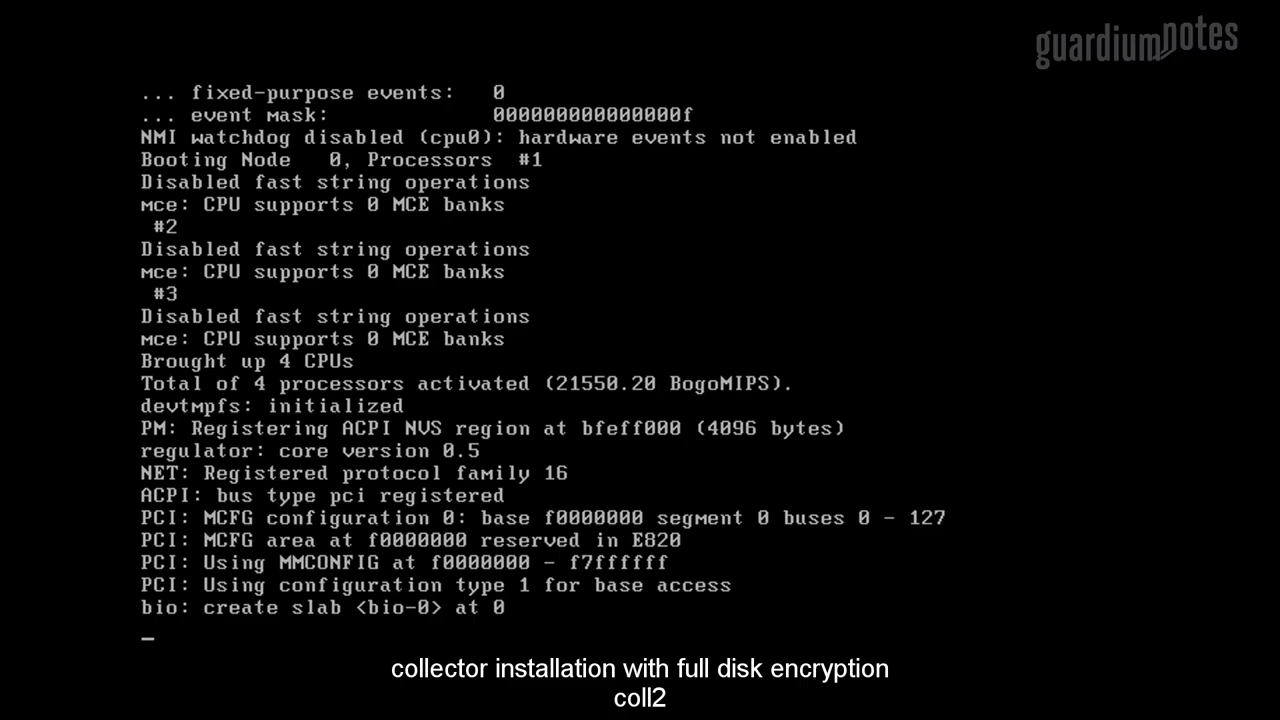 guardiumnotes
... fixed-purpose events:   0
... event mask:             000000000000000f
NMI watchdog disabled (cpu0): hardware events not enabled
Booting Node   0, Processors  #1
Disabled fast string operations
mce: CPU supports 0 MCE banks
 #2
Disabled fast string operations
mce: CPU supports 0 MCE banks
 #3
Disabled fast string operations
mce: CPU supports 0 MCE banks
Brought up 4 CPUs
Total of 4 processors activated (21550.20 BogoMIPS).
devtmpfs: initialized
PM: Registering ACPI NVS region at bfeff000 (4096 bytes)
regulator: core version 0.5
NET: Registered protocol family 16
ACPI: bus type pci registered
PCI: MCFG configuration 0: base f0000000 segment 0 buses 0 - 127
PCI: MCFG area at f0000000 reserved in E820
PCI: Using MMCONFIG at f0000000 - f7ffffff
PCI: Using configuration type 1 for base access
bio: create slab <bio-0> at 0
_
collector installation with full disk encryption
coll2